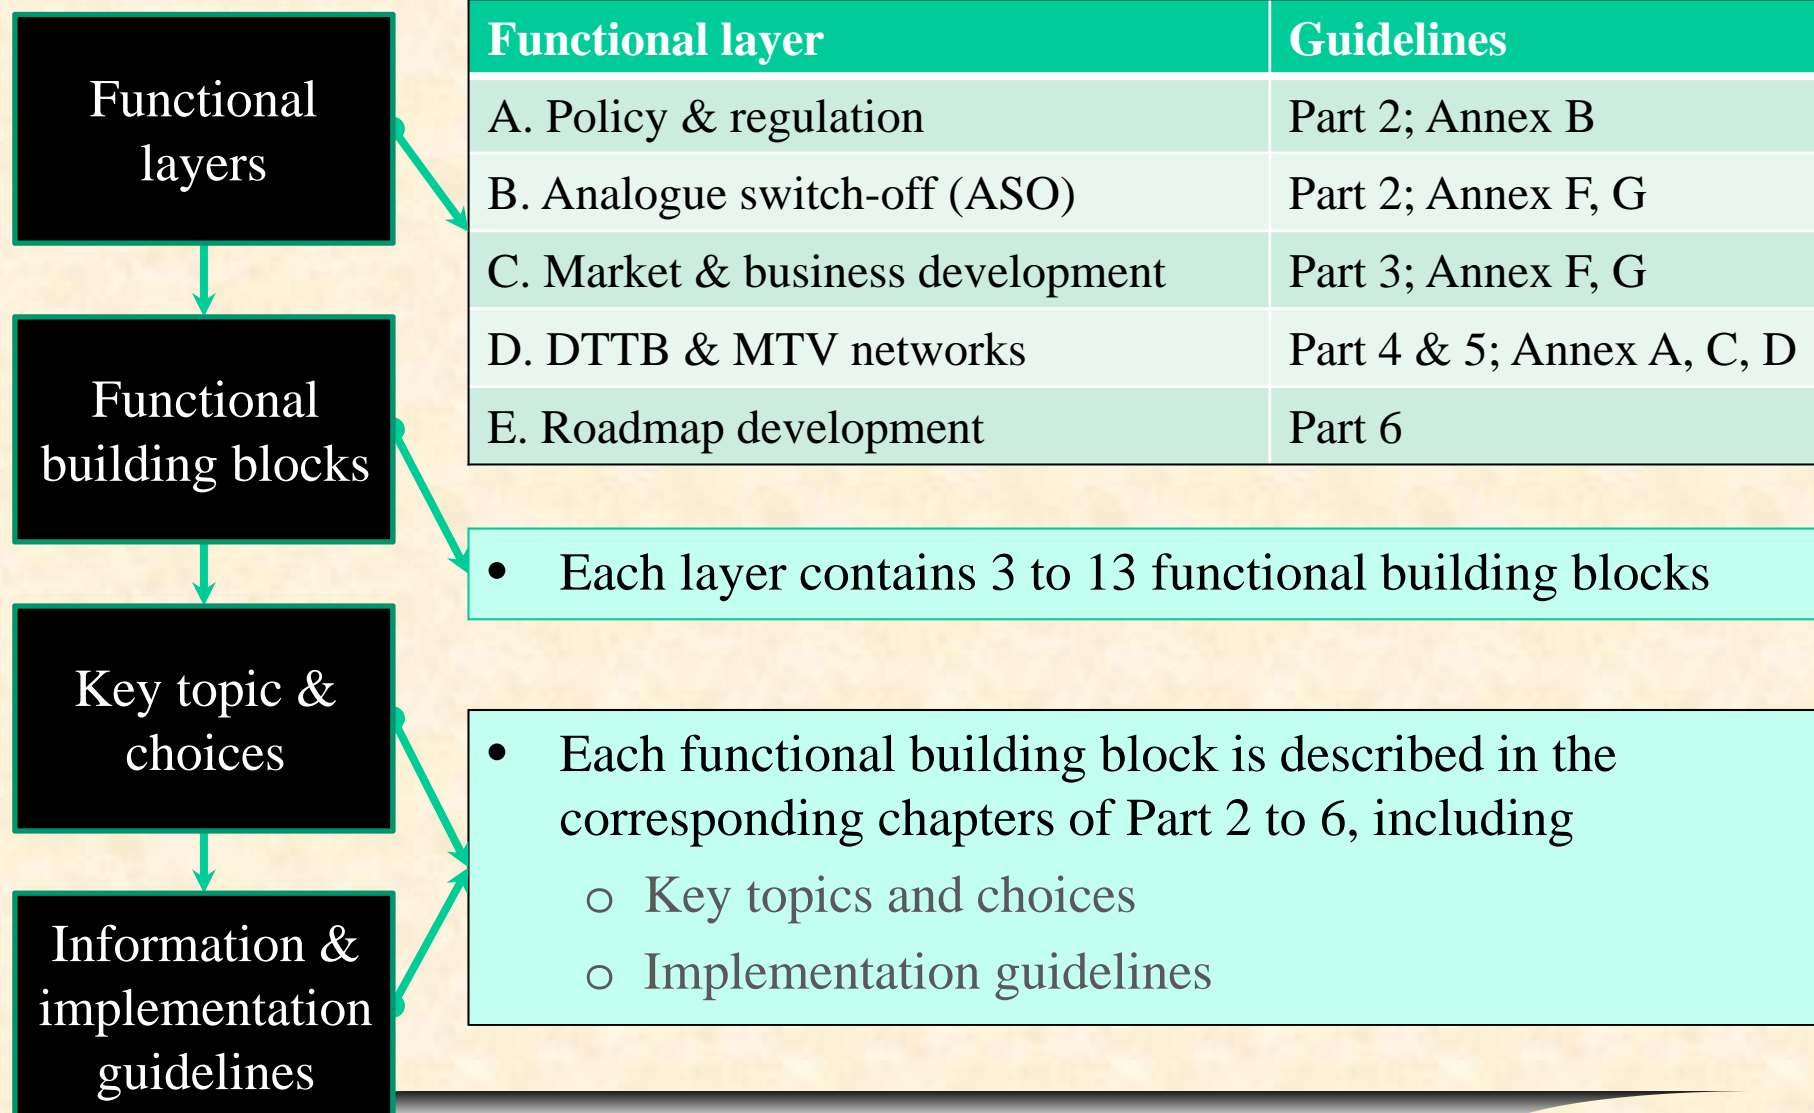 Functional
layers
Functional
building blocks
Key topic &
choices
Information &
implementation
guidelines
Functional layer Guidelines
A. Policy & regulation Part 2; Annex B
B. Analogue switch-off (ASO) Part 2; Annex F, G
C. Market & business development Part 3; Annex F, G
D. DTTB & MTV networks Part 4 & 5; Annex A, C, D
E. Roadmap development Part 6
• Each layer contains 3 to 13 functional building blocks
• Each functional building block is described in the
corresponding chapters of Part 2 to 6, including
o Key topics and choices
o Implementation guidelines